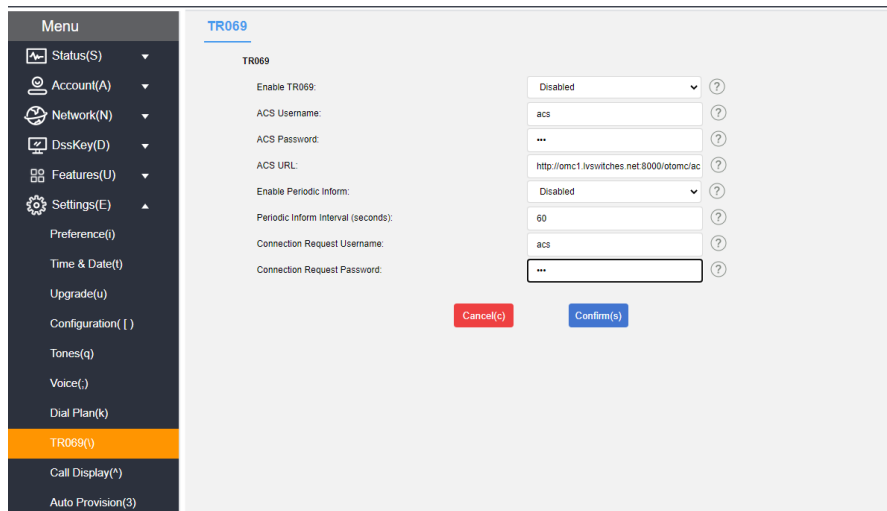 Menu
Status(S)
Account(A)
Network(N)
DssKey(D)
Features(U)
Settings(E)
Preference(i)
Time & Date(t)
Upgrade(u)
Configuration( [ )
Tones(q)
Voice(;)
Dial Plan(k)
TR069(\)
Call Display(^)
Auto Provision(3)
TR069
TR069
Enable TR069: Disabled ?
ACS Username: acs ?
ACS Password: ••• ?
ACS URL: http://omc1.lvswitches.net:8000/otomc/ac ?
Enable Periodic Inform: Disabled ?
Periodic Inform Interval (seconds): 60 ?
Connection Request Username: acs ?
Connection Request Password: ••• ?
Cancel(c) Confirm(s)